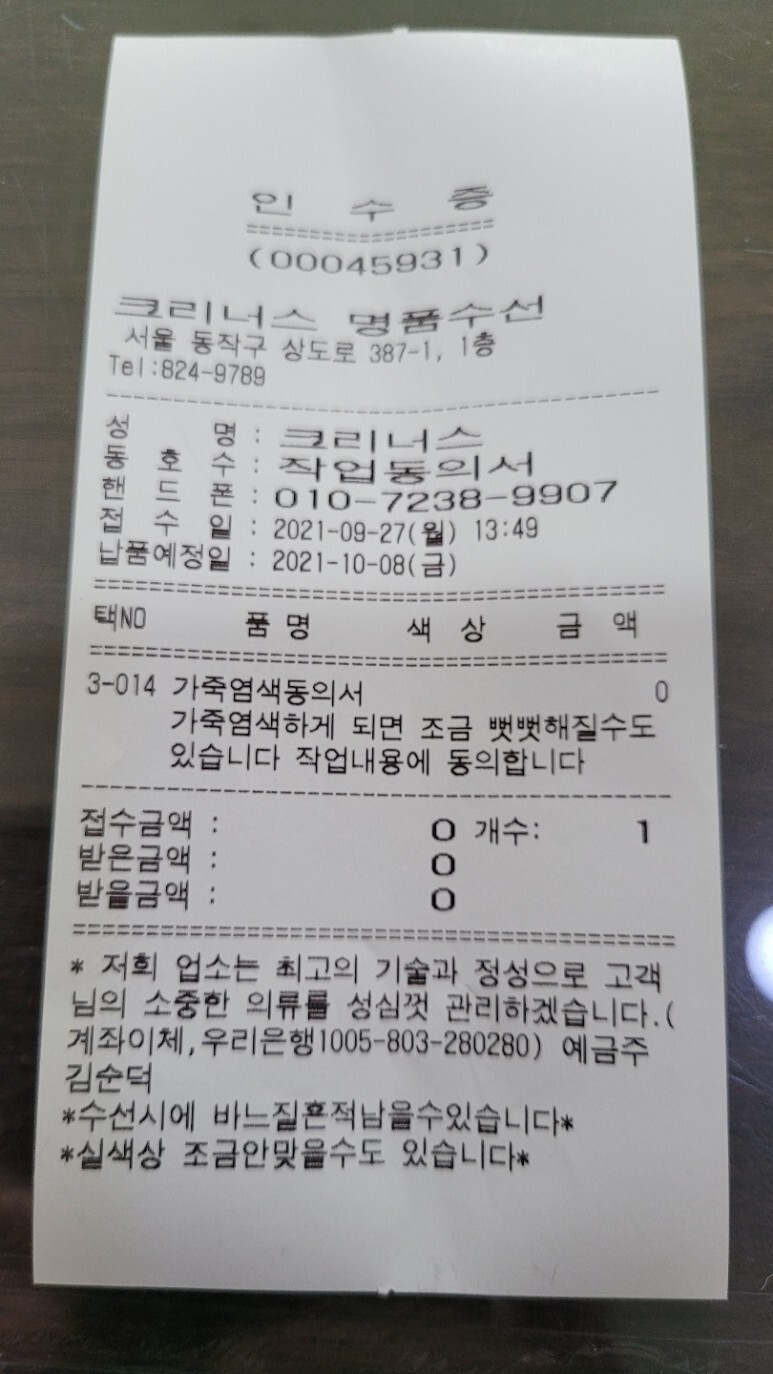 인 수 증
==================
(00045931)
크리너스 명품수선
서울 동작구 상도로 387-1, 1층
Tel:824-9789
------------------------------------------
성 명 : 크리너스
동 호 수 : 작업동의서
핸 드 폰 : 010-7238-9907
접 수 일 : 2021-09-27(월) 13:49
납품예정일 : 2021-10-08(금)
==========================================
택NO 품 명 색 상 금 액
==========================================
3-014 가죽염색동의서 0
가죽염색하게 되면 조금 뻣뻣해질수도
있습니다 작업내용에 동의합니다
------------------------------------------
접수금액 : 0 개수: 1
받은금액 : 0
받을금액 : 0
==========================================
* 저희 업소는 최고의 기술과 정성으로 고객
님의 소중한 의류를 성심껏 관리하겠습니다.(
계좌이체,우리은행1005-803-280280) 예금주
김순덕
*수선시에 바느질흔적남을수있습니다*
*실색상 조금안맞을수도 있습니다*